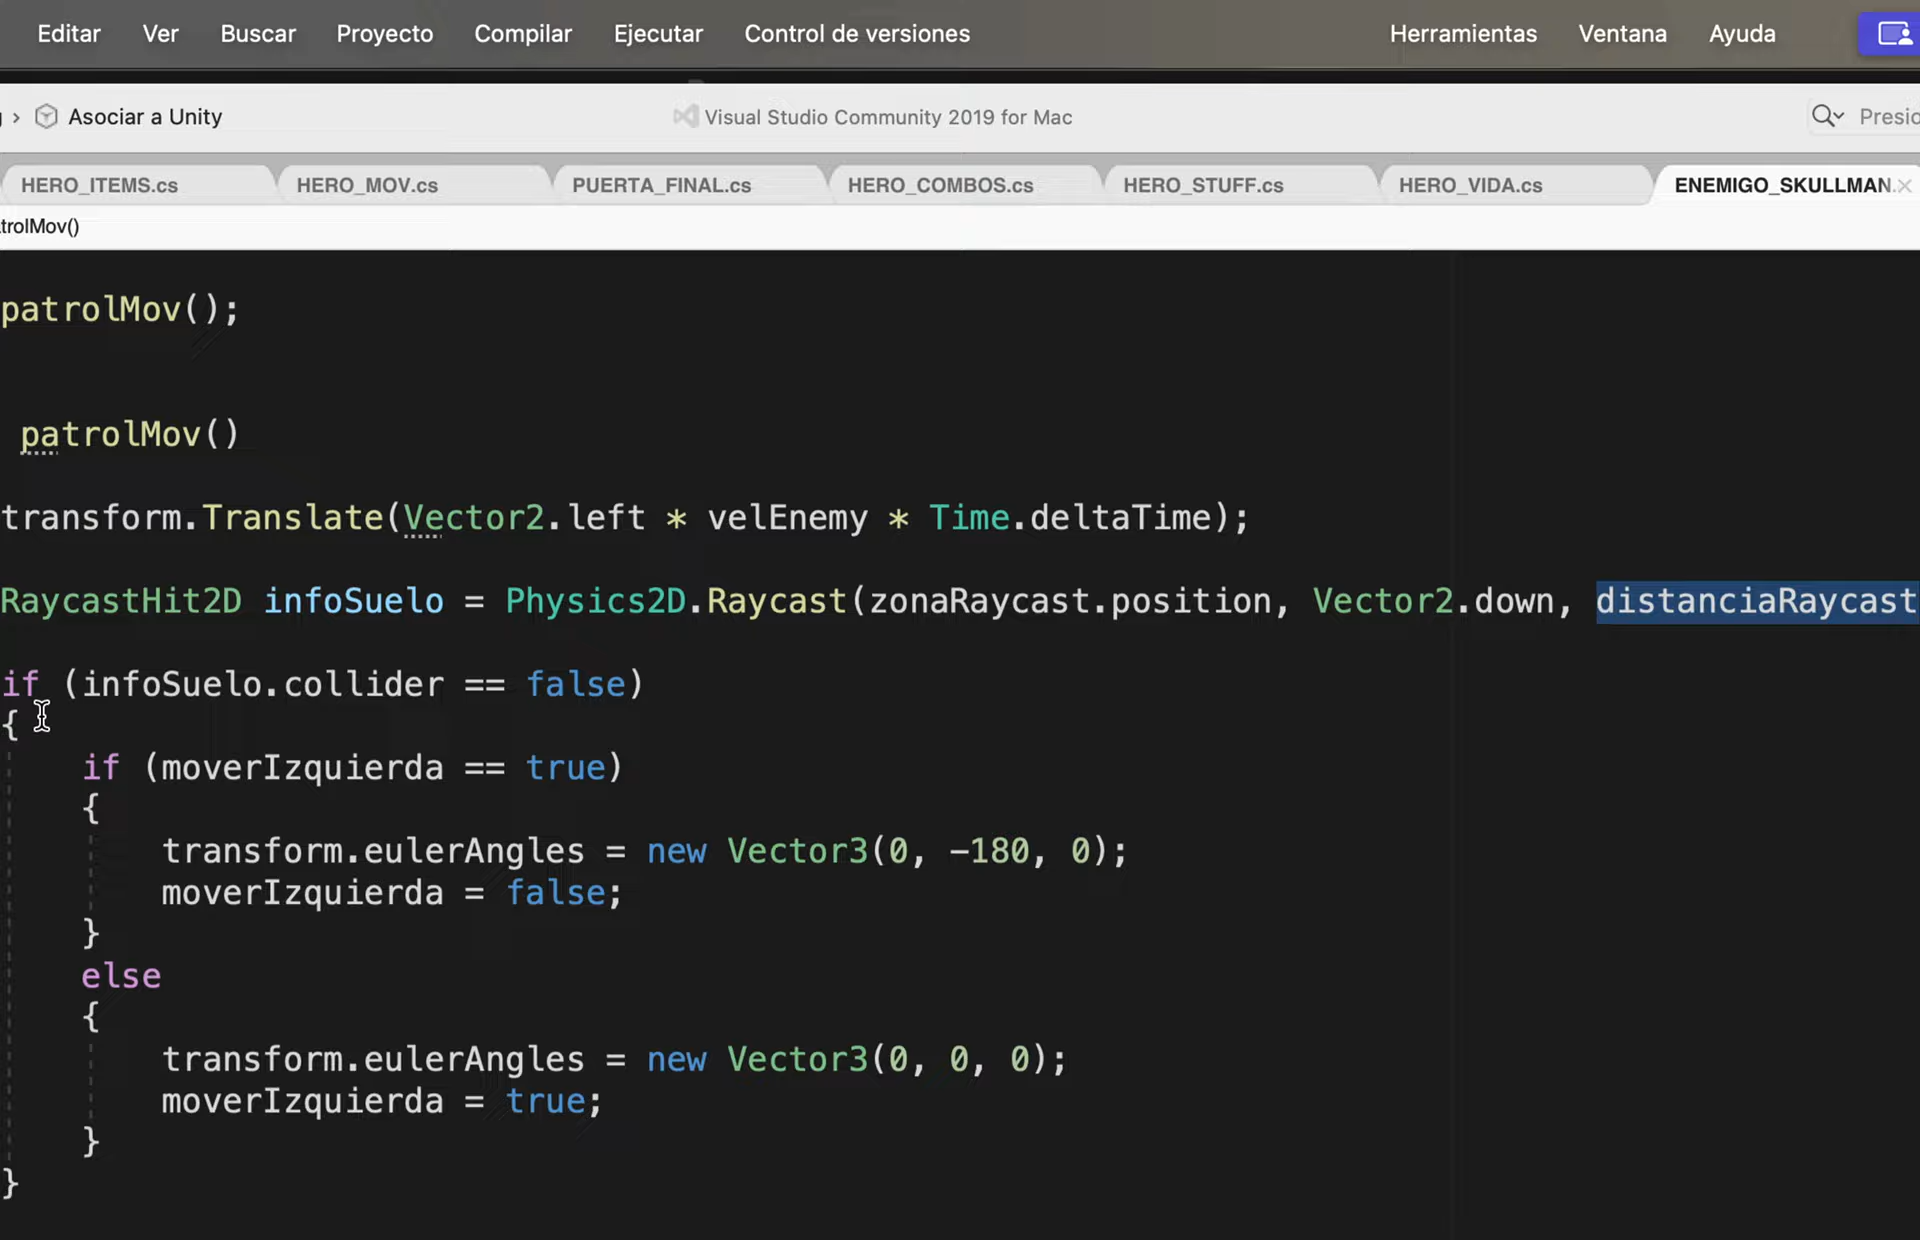 Editar Ver Buscar Proyecto Compilar Ejecutar Control de versiones Herramientas Ventana Ayuda
› Asociar a Unity Visual Studio Community 2019 for Mac Presio
HERO_ITEMS.cs HERO_MOV.cs PUERTA_FINAL.cs HERO_COMBOS.cs HERO_STUFF.cs HERO_VIDA.cs ENEMIGO_SKULLMAN.
trolMov()
patrolMov();
patrolMov()
transform.Translate(Vector2.left * velEnemy * Time.deltaTime);
RaycastHit2D infoSuelo = Physics2D.Raycast(zonaRaycast.position, Vector2.down, distanciaRaycast
if (infoSuelo.collider == false)
{
if (moverIzquierda == true)
{
transform.eulerAngles = new Vector3(0, -180, 0);
moverIzquierda = false;
}
else
{
transform.eulerAngles = new Vector3(0, 0, 0);
moverIzquierda = true;
}
}